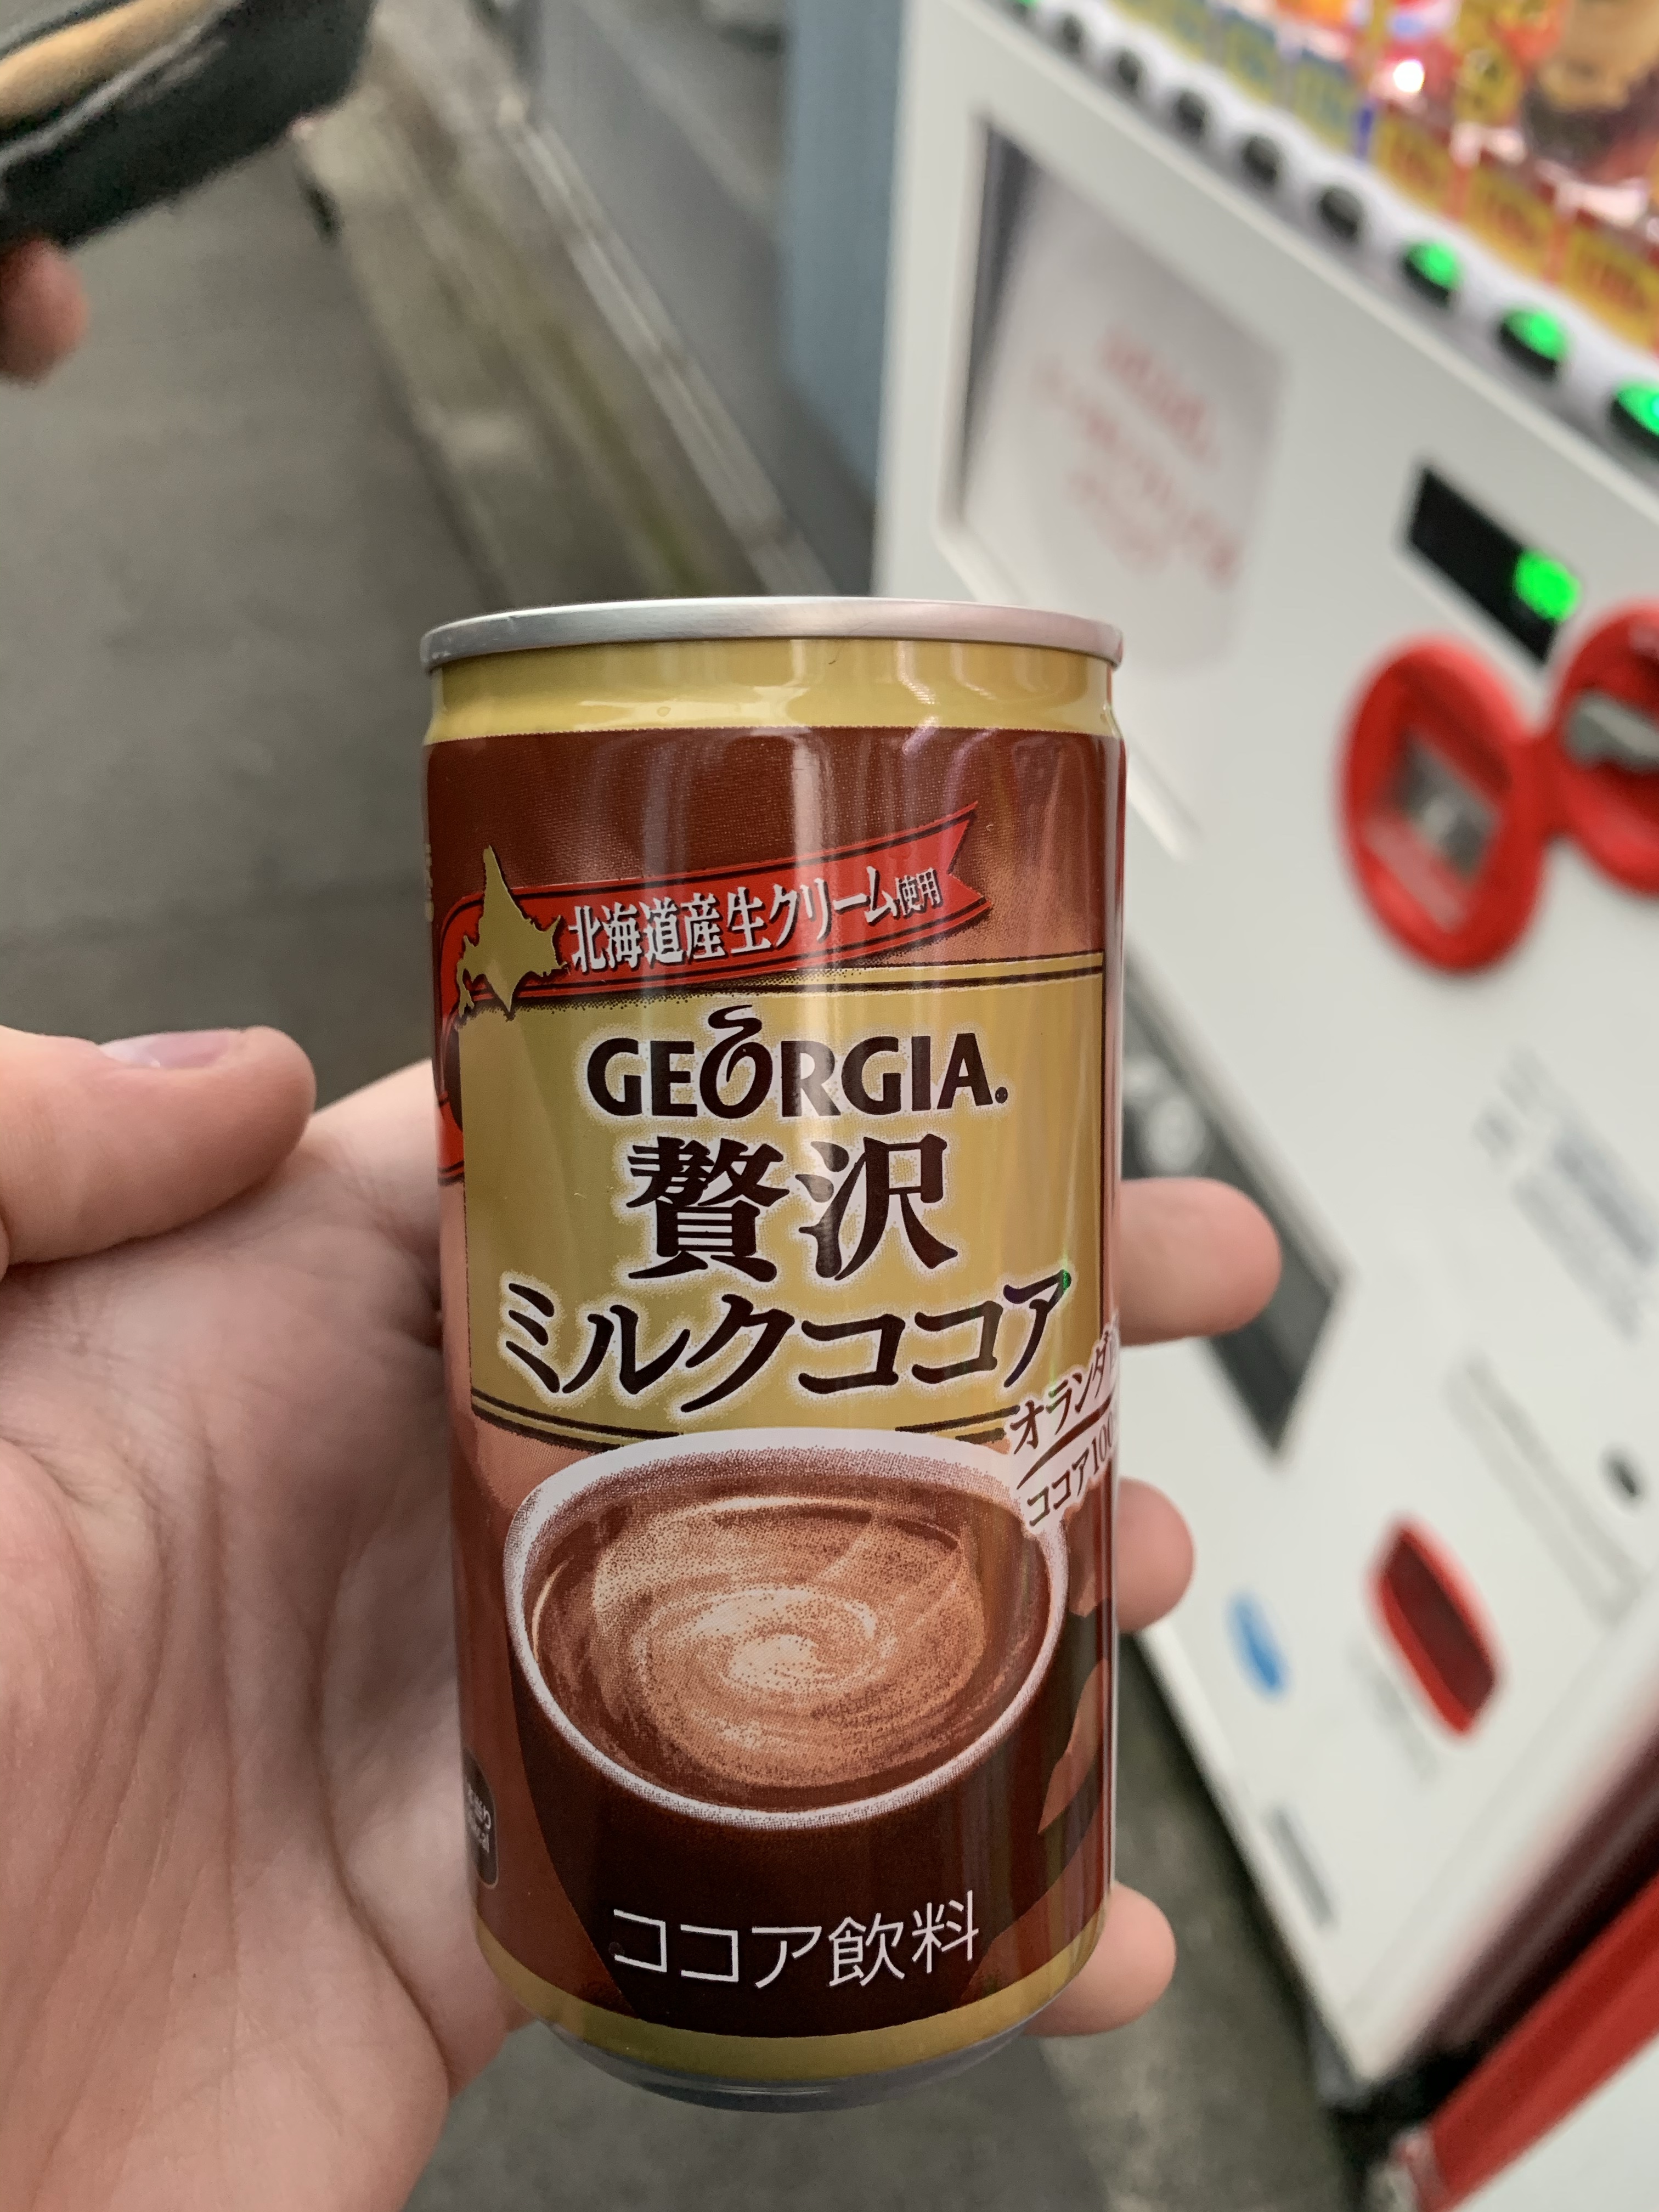 北海道産生クリーム使用
GEORGIA.
贅沢
ミルクココア
オランダ
ココア10
ココア飲料